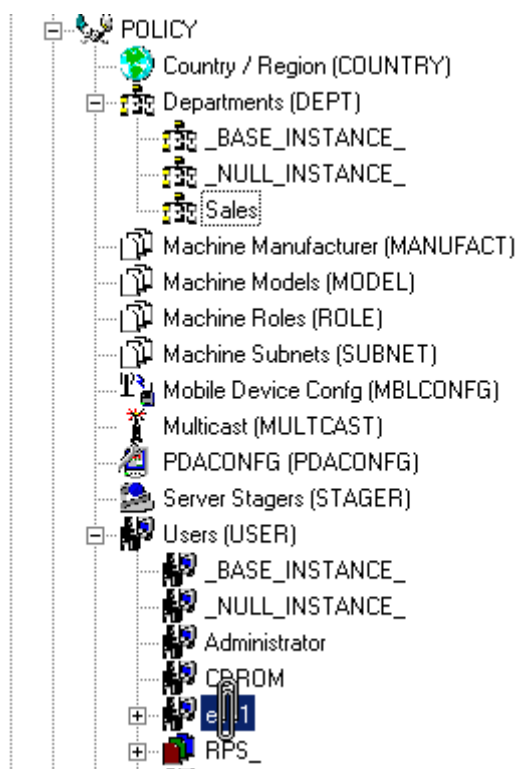 POLICY
Country / Region (COUNTRY)
Departments (DEPT)
_BASE_INSTANCE_
_NULL_INSTANCE_
Sales
Machine Manufacturer (MANUFACT)
Machine Models (MODEL)
Machine Roles (ROLE)
Machine Subnets (SUBNET)
Mobile Device Confg (MBLCONFG)
Multicast (MULTCAST)
PDACONFG (PDACONFG)
Server Stagers (STAGER)
Users (USER)
_BASE_INSTANCE_
_NULL_INSTANCE_
Administrator
CDROM
RPS_